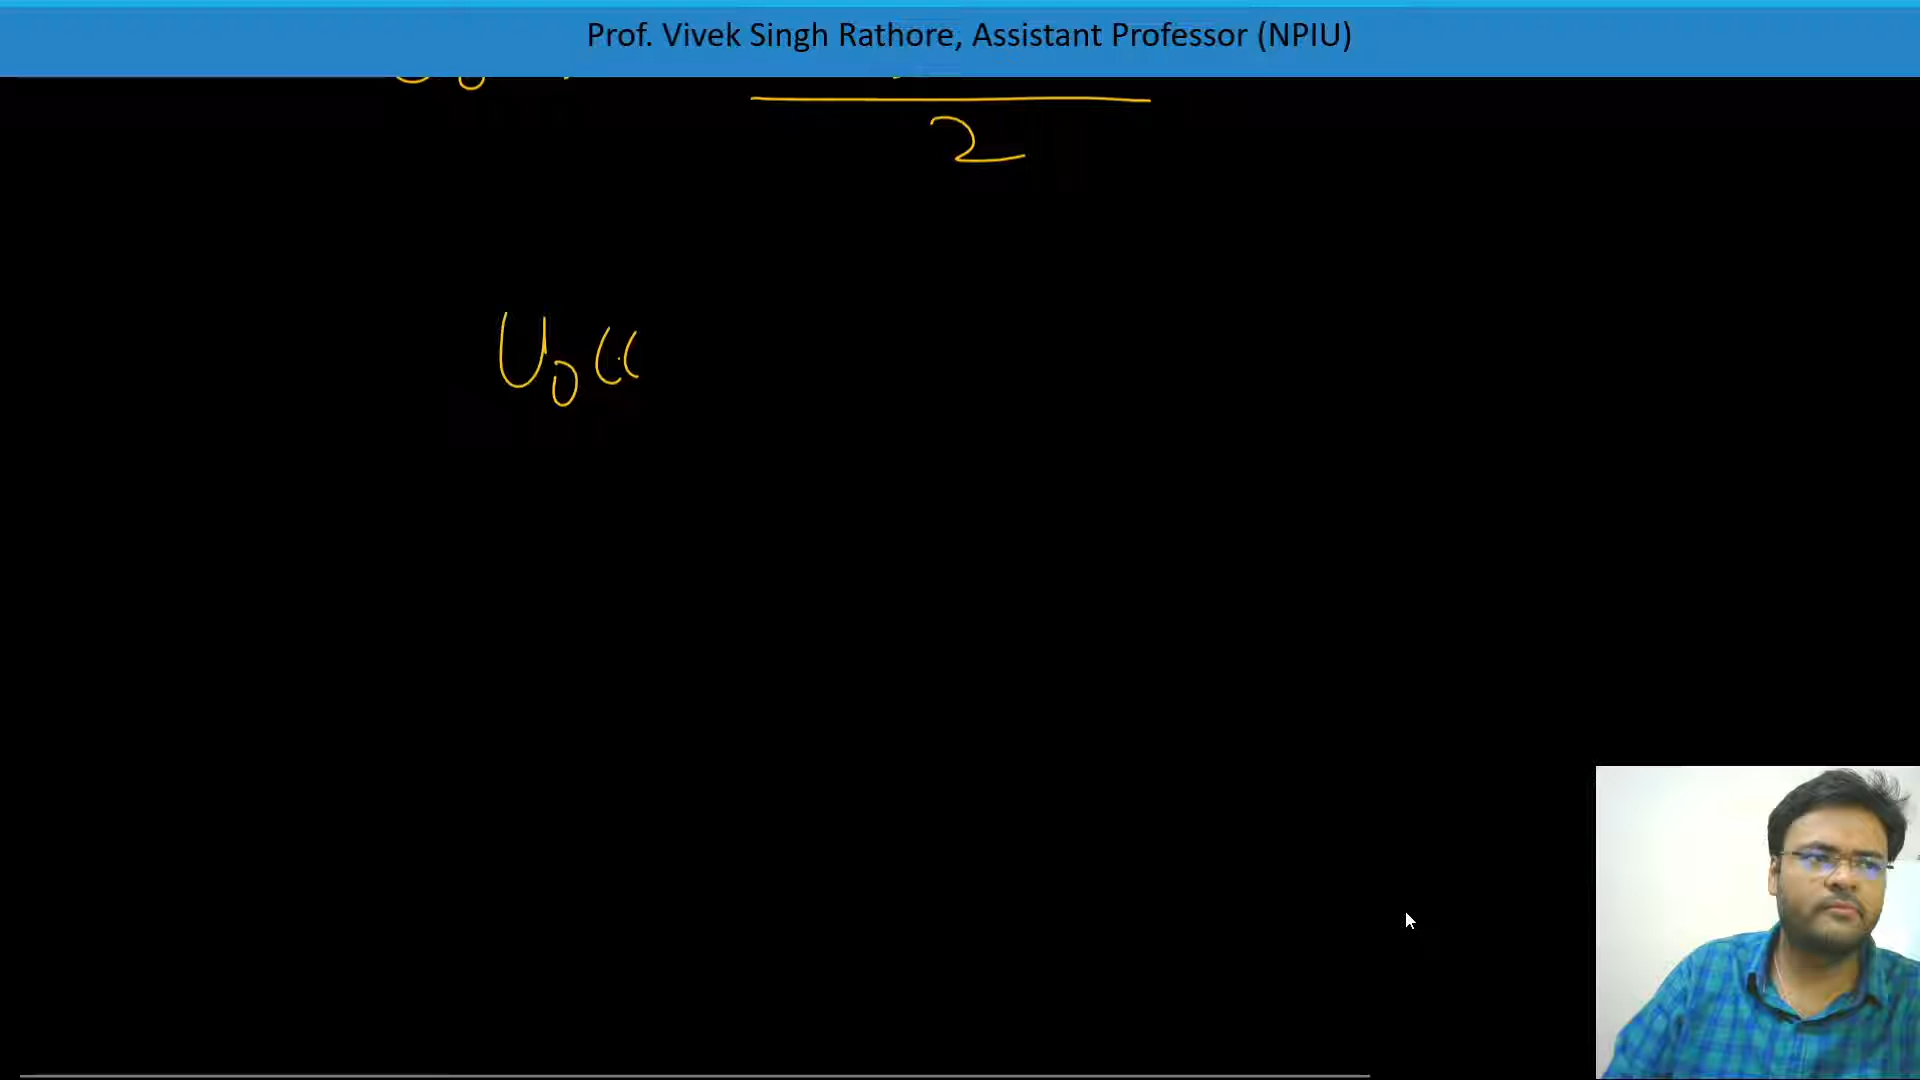 Prof. Vivek Singh Rathore, Assistant Professor (NPIU)
2
U₀((